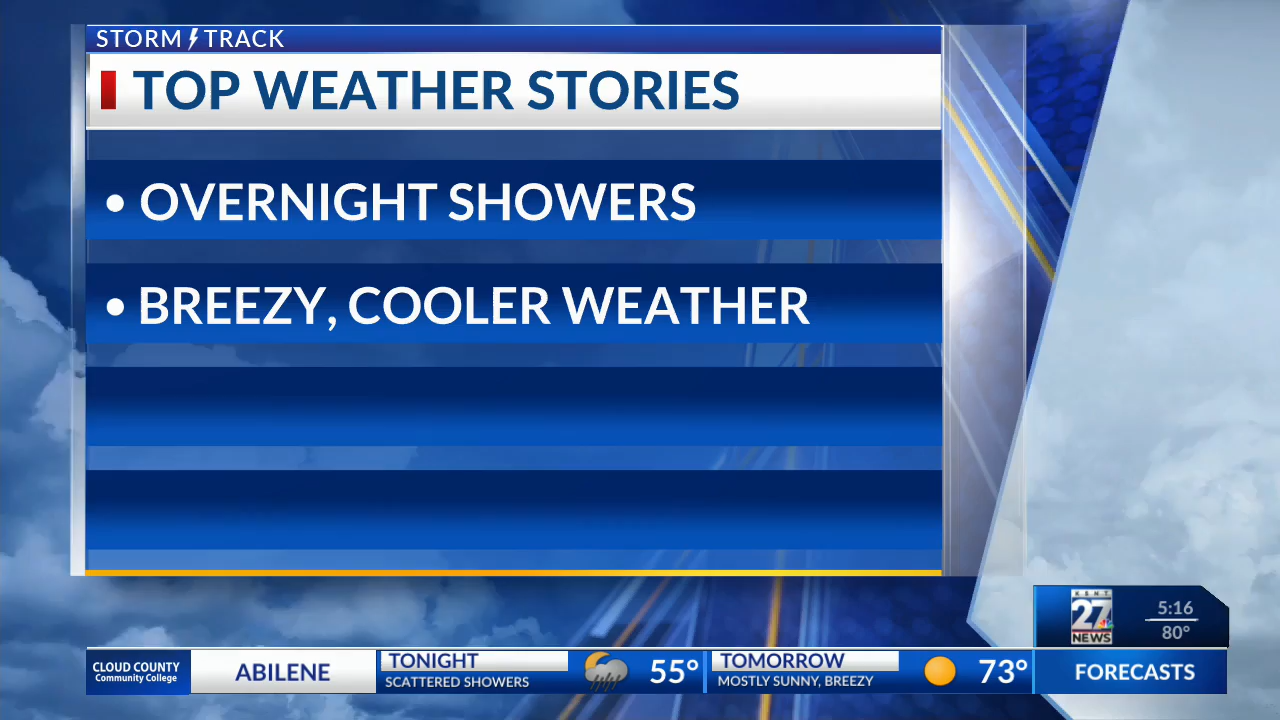 STORM TRACK
TOP WEATHER STORIES
• OVERNIGHT SHOWERS
• BREEZY, COOLER WEATHER
KSNT
27
NEWS
5:16
80°
CLOUD COUNTY
Community College
ABILENE
TONIGHT
SCATTERED SHOWERS
55°
TOMORROW
MOSTLY SUNNY, BREEZY
73°
FORECASTS